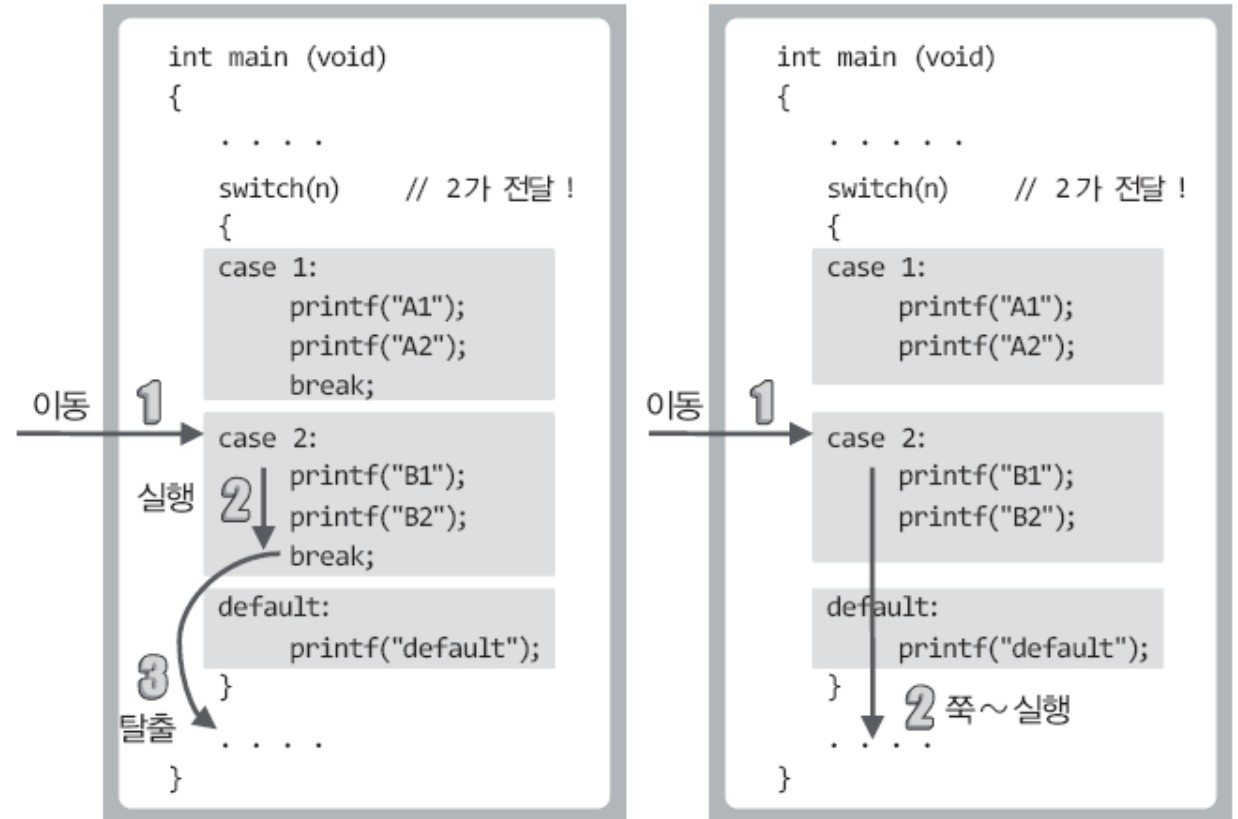 int main (void)
{
. . . .
switch(n) // 2가 전달 !
{
case 1:
printf("A1");
printf("A2");
break;
이동 1
case 2:
실행 2
printf("B1");
printf("B2");
break;
default:
printf("default");
3
탈출
}
. . . .
}
int main (void)
{
. . . . .
switch(n) // 2가 전달 !
{
case 1:
printf("A1");
printf("A2");
이동 1
case 2:
printf("B1");
printf("B2");
default:
printf("default");
}
2 쭉~실행
. . . .
}